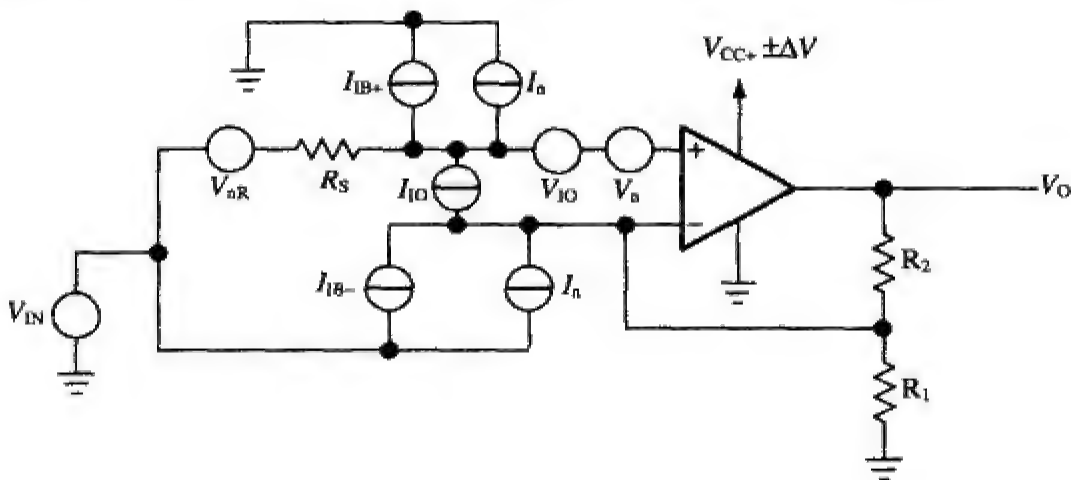 V_CC+ ±ΔV
I_IB+
I_n
V_nR
R_S
I_IO
V_IO
V_n
+
−
V_O
I_IB−
I_n
R_2
V_IN
R_1